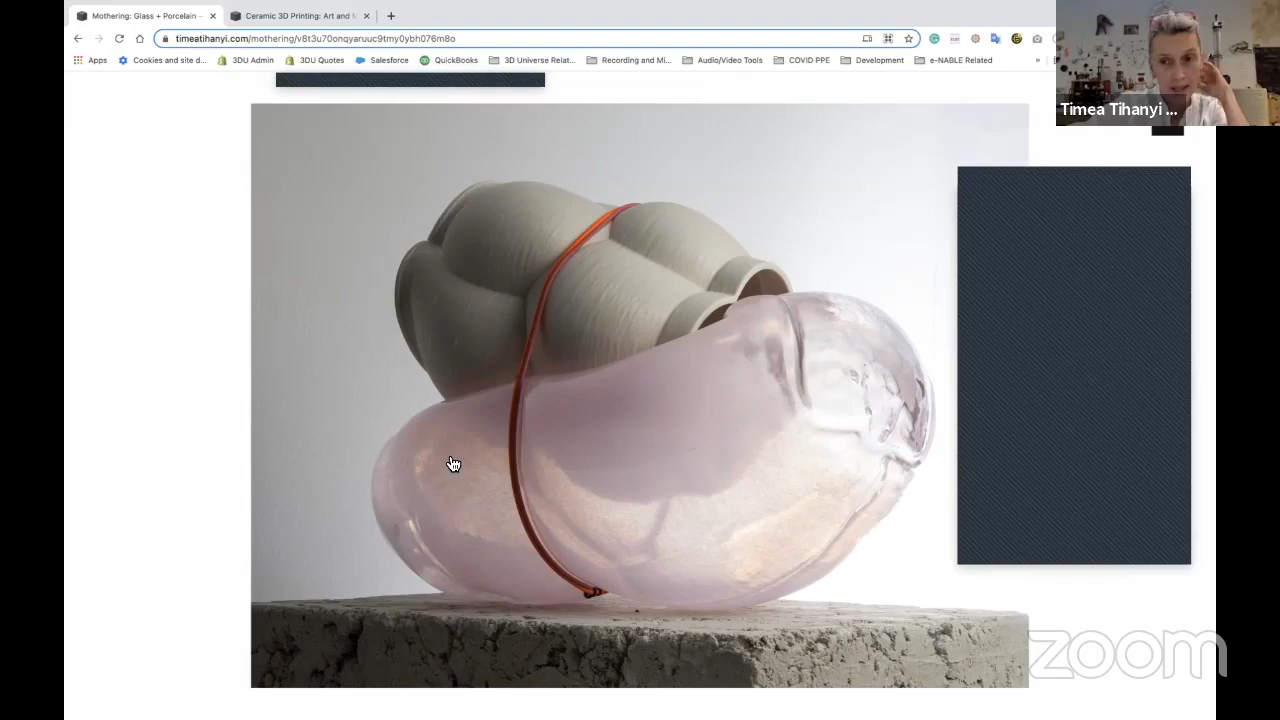 Mothering: Glass + Porcelain –
Ceramic 3D Printing: Art and M
timeatihanyi.com/mothering/v8t3u70onqyaruuc9tmy0ybh076m8o
Apps
Cookies and site d...
3DU Admin
3DU Quotes
Salesforce
QuickBooks
3D Universe Relat...
Recording and Mi...
Audio/Video Tools
COVID PPE
Development
e-NABLE Related
»
Timea Tihanyi ...
zoom